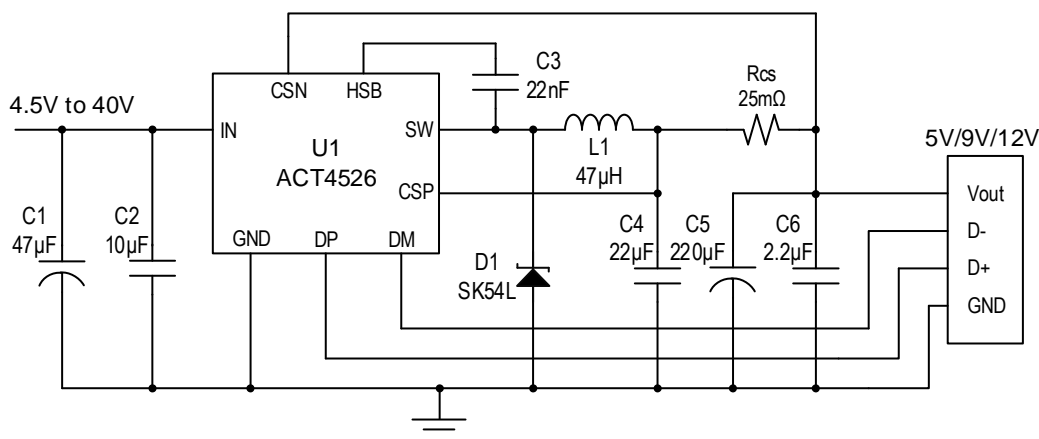 4.5V to 40V
CSN
HSB
IN
U1
ACT4526
SW
CSP
GND
DP
DM
C3
22nF
L1
47μH
Rcs
25mΩ
C1
47μF
C2
10μF
D1
SK54L
C4
22μF
C5
220μF
C6
2.2μF
5V/9V/12V
Vout
D-
D+
GND